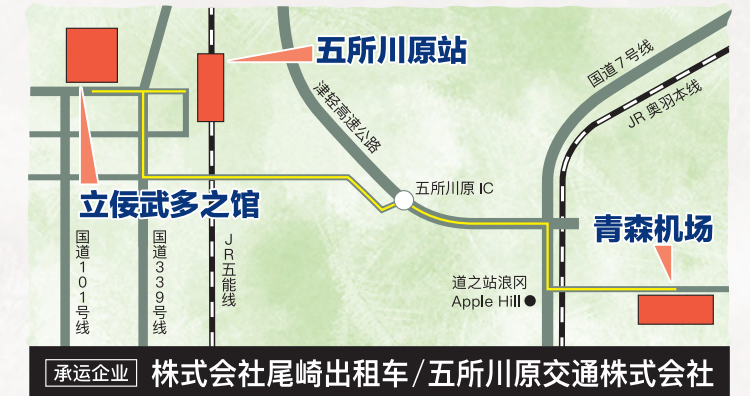 五所川原站
国道7号线
JR 奥羽本线
津轻高速公路
五所川原 IC
立佞武多之馆
青森机场
国道101号线
国道339号线
JR五能线
道之站浪冈
Apple Hill
承运企业 株式会社尾崎出租车/五所川原交通株式会社